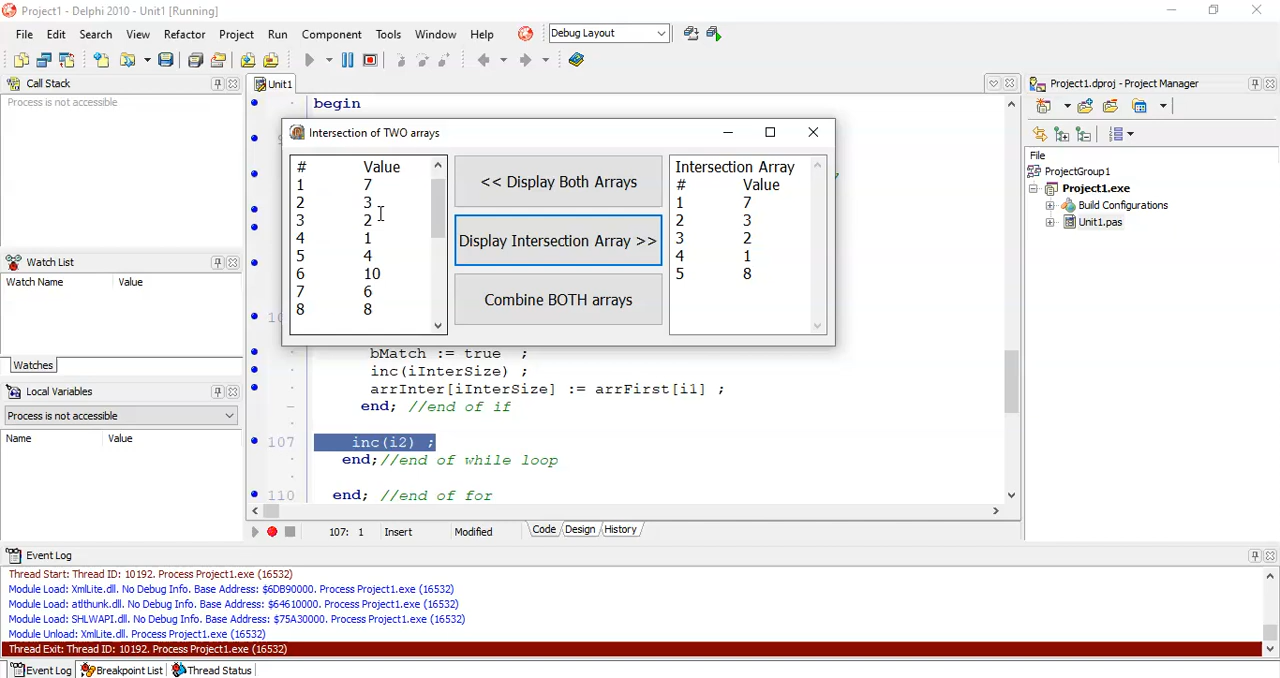 Project1 - Delphi 2010 - Unit1 [Running]
File Edit Search View Refactor Project Run Component Tools Window Help
Debug Layout
Call Stack
Process is not accessible
Watch List
Watch Name Value
Watches
Local Variables
Process is not accessible
Name Value
Unit1
begin
Intersection of TWO arrays
# Value
1 7
2 3
3 2
4 1
5 4
6 10
7 6
8 8
<< Display Both Arrays
Display Intersection Array >>
Combine BOTH arrays
Intersection Array
# Value
1 7
2 3
3 2
4 1
5 8
bMatch := true ;
inc(iInterSize) ;
arrInter[iInterSize] := arrFirst[i1] ;
end; //end of if
107 inc(i2) ;
end;//end of while loop
110 end; //end of for
107: 1 Insert Modified Code Design History
Project1.dproj - Project Manager
File
ProjectGroup1
Project1.exe
Build Configurations
Unit1.pas
Event Log
Thread Start: Thread ID: 10192. Process Project1.exe (16532)
Module Load: XmlLite.dll. No Debug Info. Base Address: $6DB90000. Process Project1.exe (16532)
Module Load: atlthunk.dll. No Debug Info. Base Address: $64610000. Process Project1.exe (16532)
Module Load: SHLWAPI.dll. No Debug Info. Base Address: $75A30000. Process Project1.exe (16532)
Module Unload: XmlLite.dll. Process Project1.exe (16532)
Thread Exit: Thread ID: 10192. Process Project1.exe (16532)
Event Log Breakpoint List Thread Status